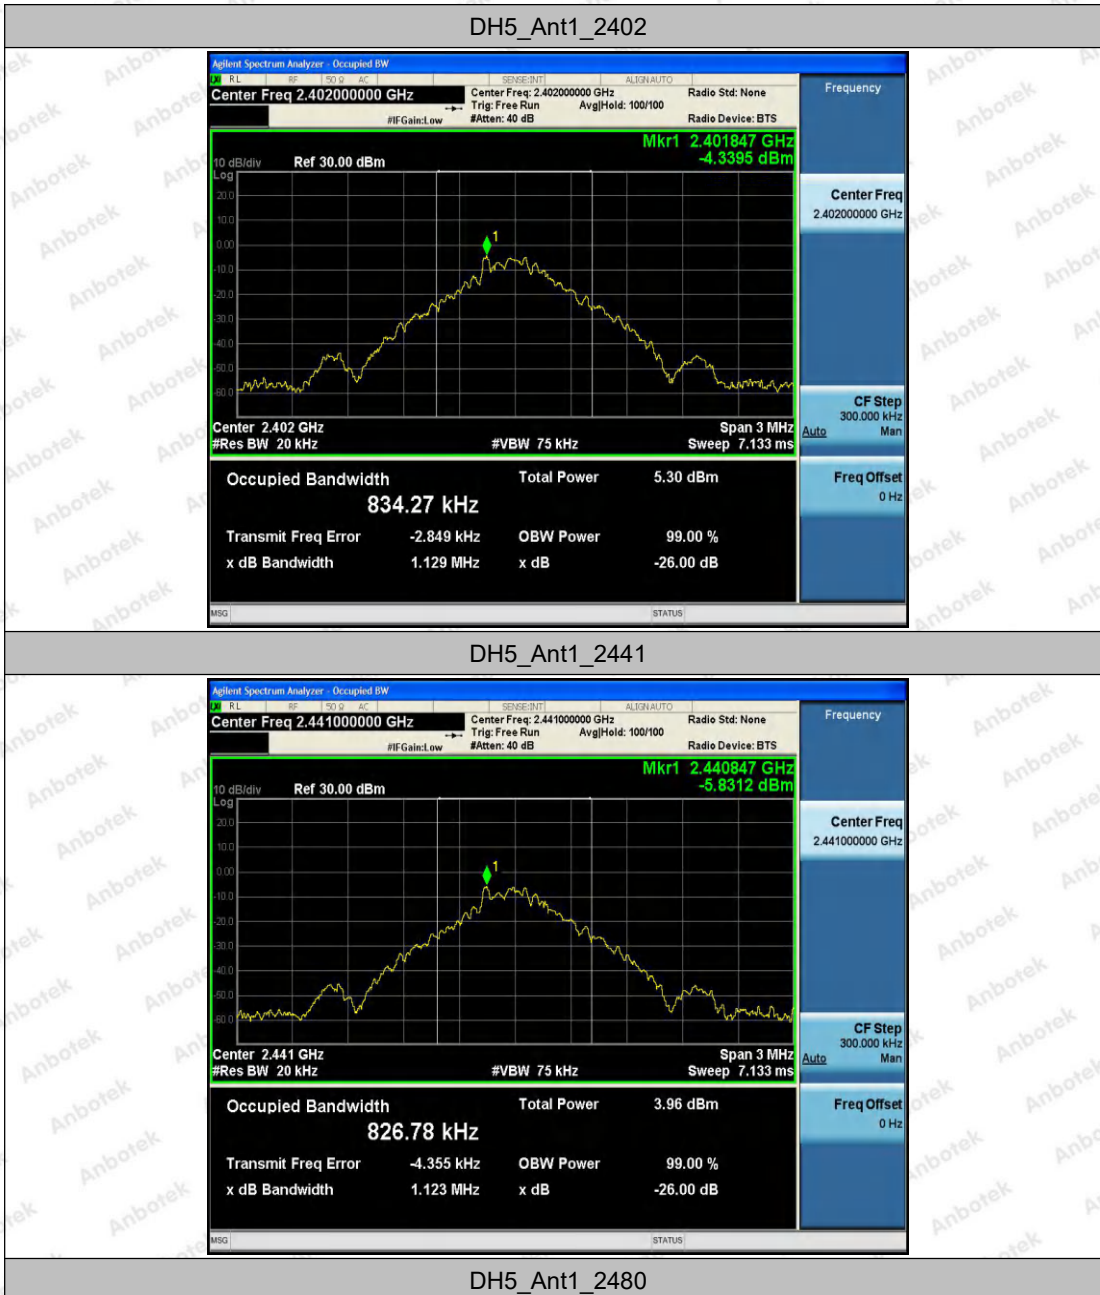 DH5_Ant1_2402
Agilent Spectrum Analyzer - Occupied BW
RL RF 50 Ω AC SENSE:INT ALIGN AUTO
Center Freq 2.402000000 GHz
Center Freq: 2.402000000 GHz Radio Std: None
Trig: Free Run Avg|Hold: 100/100
#IFGain:Low #Atten: 40 dB Radio Device: BTS
Frequency
Mkr1 2.401847 GHz
-4.3395 dBm
10 dB/div Ref 30.00 dBm
Log
20.0
10.0
0.00
-10.0
-20.0
-30.0
-40.0
-50.0
-60.0
1
Center Freq
2.402000000 GHz
CF Step
300.000 kHz
Auto Man
Center 2.402 GHz Span 3 MHz
#Res BW 20 kHz #VBW 75 kHz Sweep 7.133 ms
Freq Offset
0 Hz
Occupied Bandwidth Total Power 5.30 dBm
834.27 kHz
Transmit Freq Error -2.849 kHz OBW Power 99.00 %
x dB Bandwidth 1.129 MHz x dB -26.00 dB
MSG STATUS
DH5_Ant1_2441
Agilent Spectrum Analyzer - Occupied BW
RL RF 50 Ω AC SENSE:INT ALIGN AUTO
Center Freq 2.441000000 GHz
Center Freq: 2.441000000 GHz Radio Std: None
Trig: Free Run Avg|Hold: 100/100
#IFGain:Low #Atten: 40 dB Radio Device: BTS
Frequency
Mkr1 2.440847 GHz
-5.8312 dBm
10 dB/div Ref 30.00 dBm
Log
20.0
10.0
0.00
-10.0
-20.0
-30.0
-40.0
-50.0
-60.0
1
Center Freq
2.441000000 GHz
CF Step
300.000 kHz
Auto Man
Center 2.441 GHz Span 3 MHz
#Res BW 20 kHz #VBW 75 kHz Sweep 7.133 ms
Freq Offset
0 Hz
Occupied Bandwidth Total Power 3.96 dBm
826.78 kHz
Transmit Freq Error -4.355 kHz OBW Power 99.00 %
x dB Bandwidth 1.123 MHz x dB -26.00 dB
MSG STATUS
DH5_Ant1_2480
Anbotek